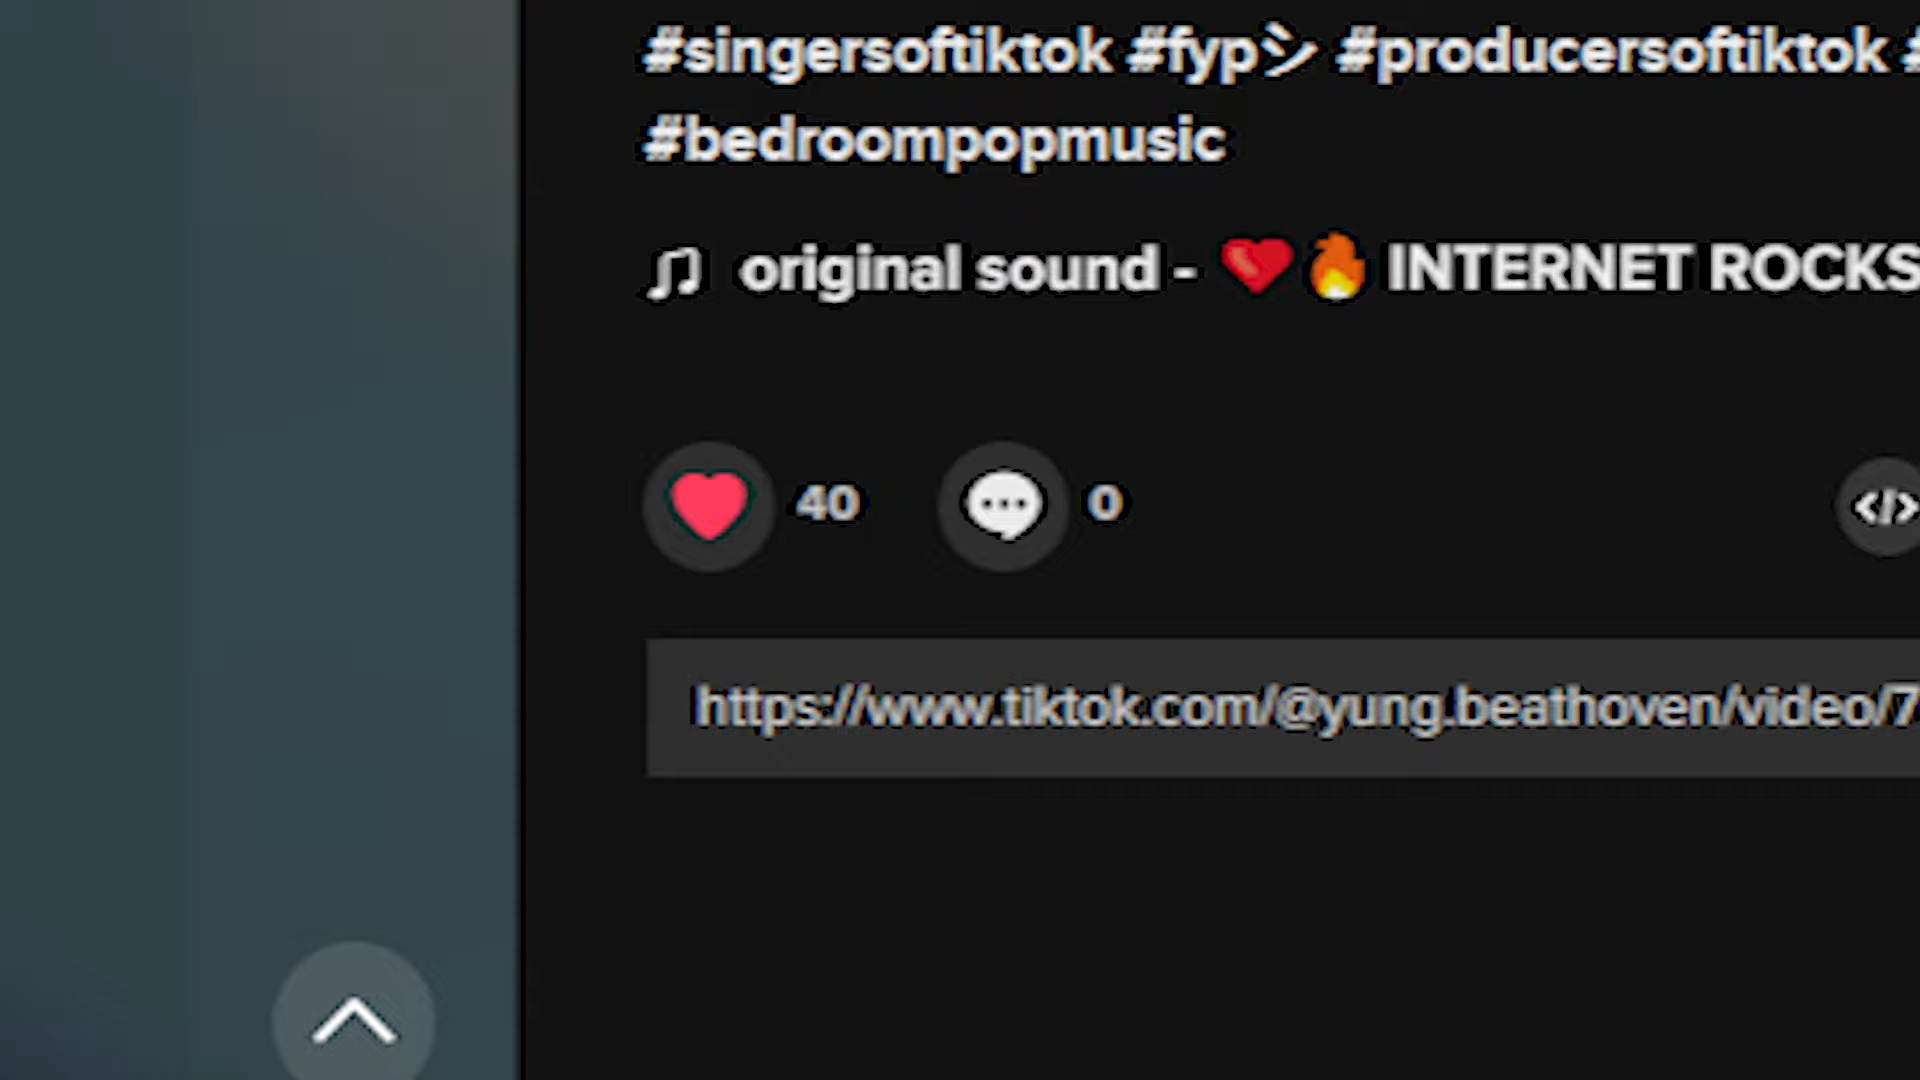 #singersoftiktok #fypシ #producersoftiktok #
#bedroompopmusic
♫ original sound - ❤️🔥 INTERNET ROCKS
40 0 </>
https://www.tiktok.com/@yung.beathoven/video/7